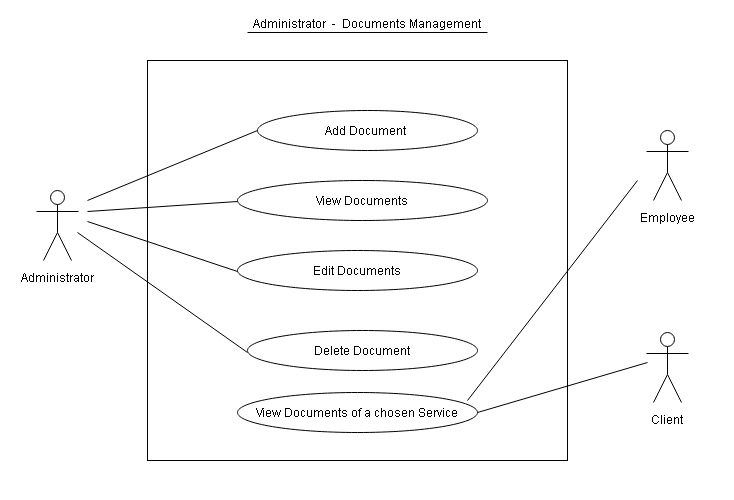 Administrator - Documents Management
Add Document
View Documents
Edit Documents
Delete Document
View Documents of a chosen Service
Administrator
Employee
Client